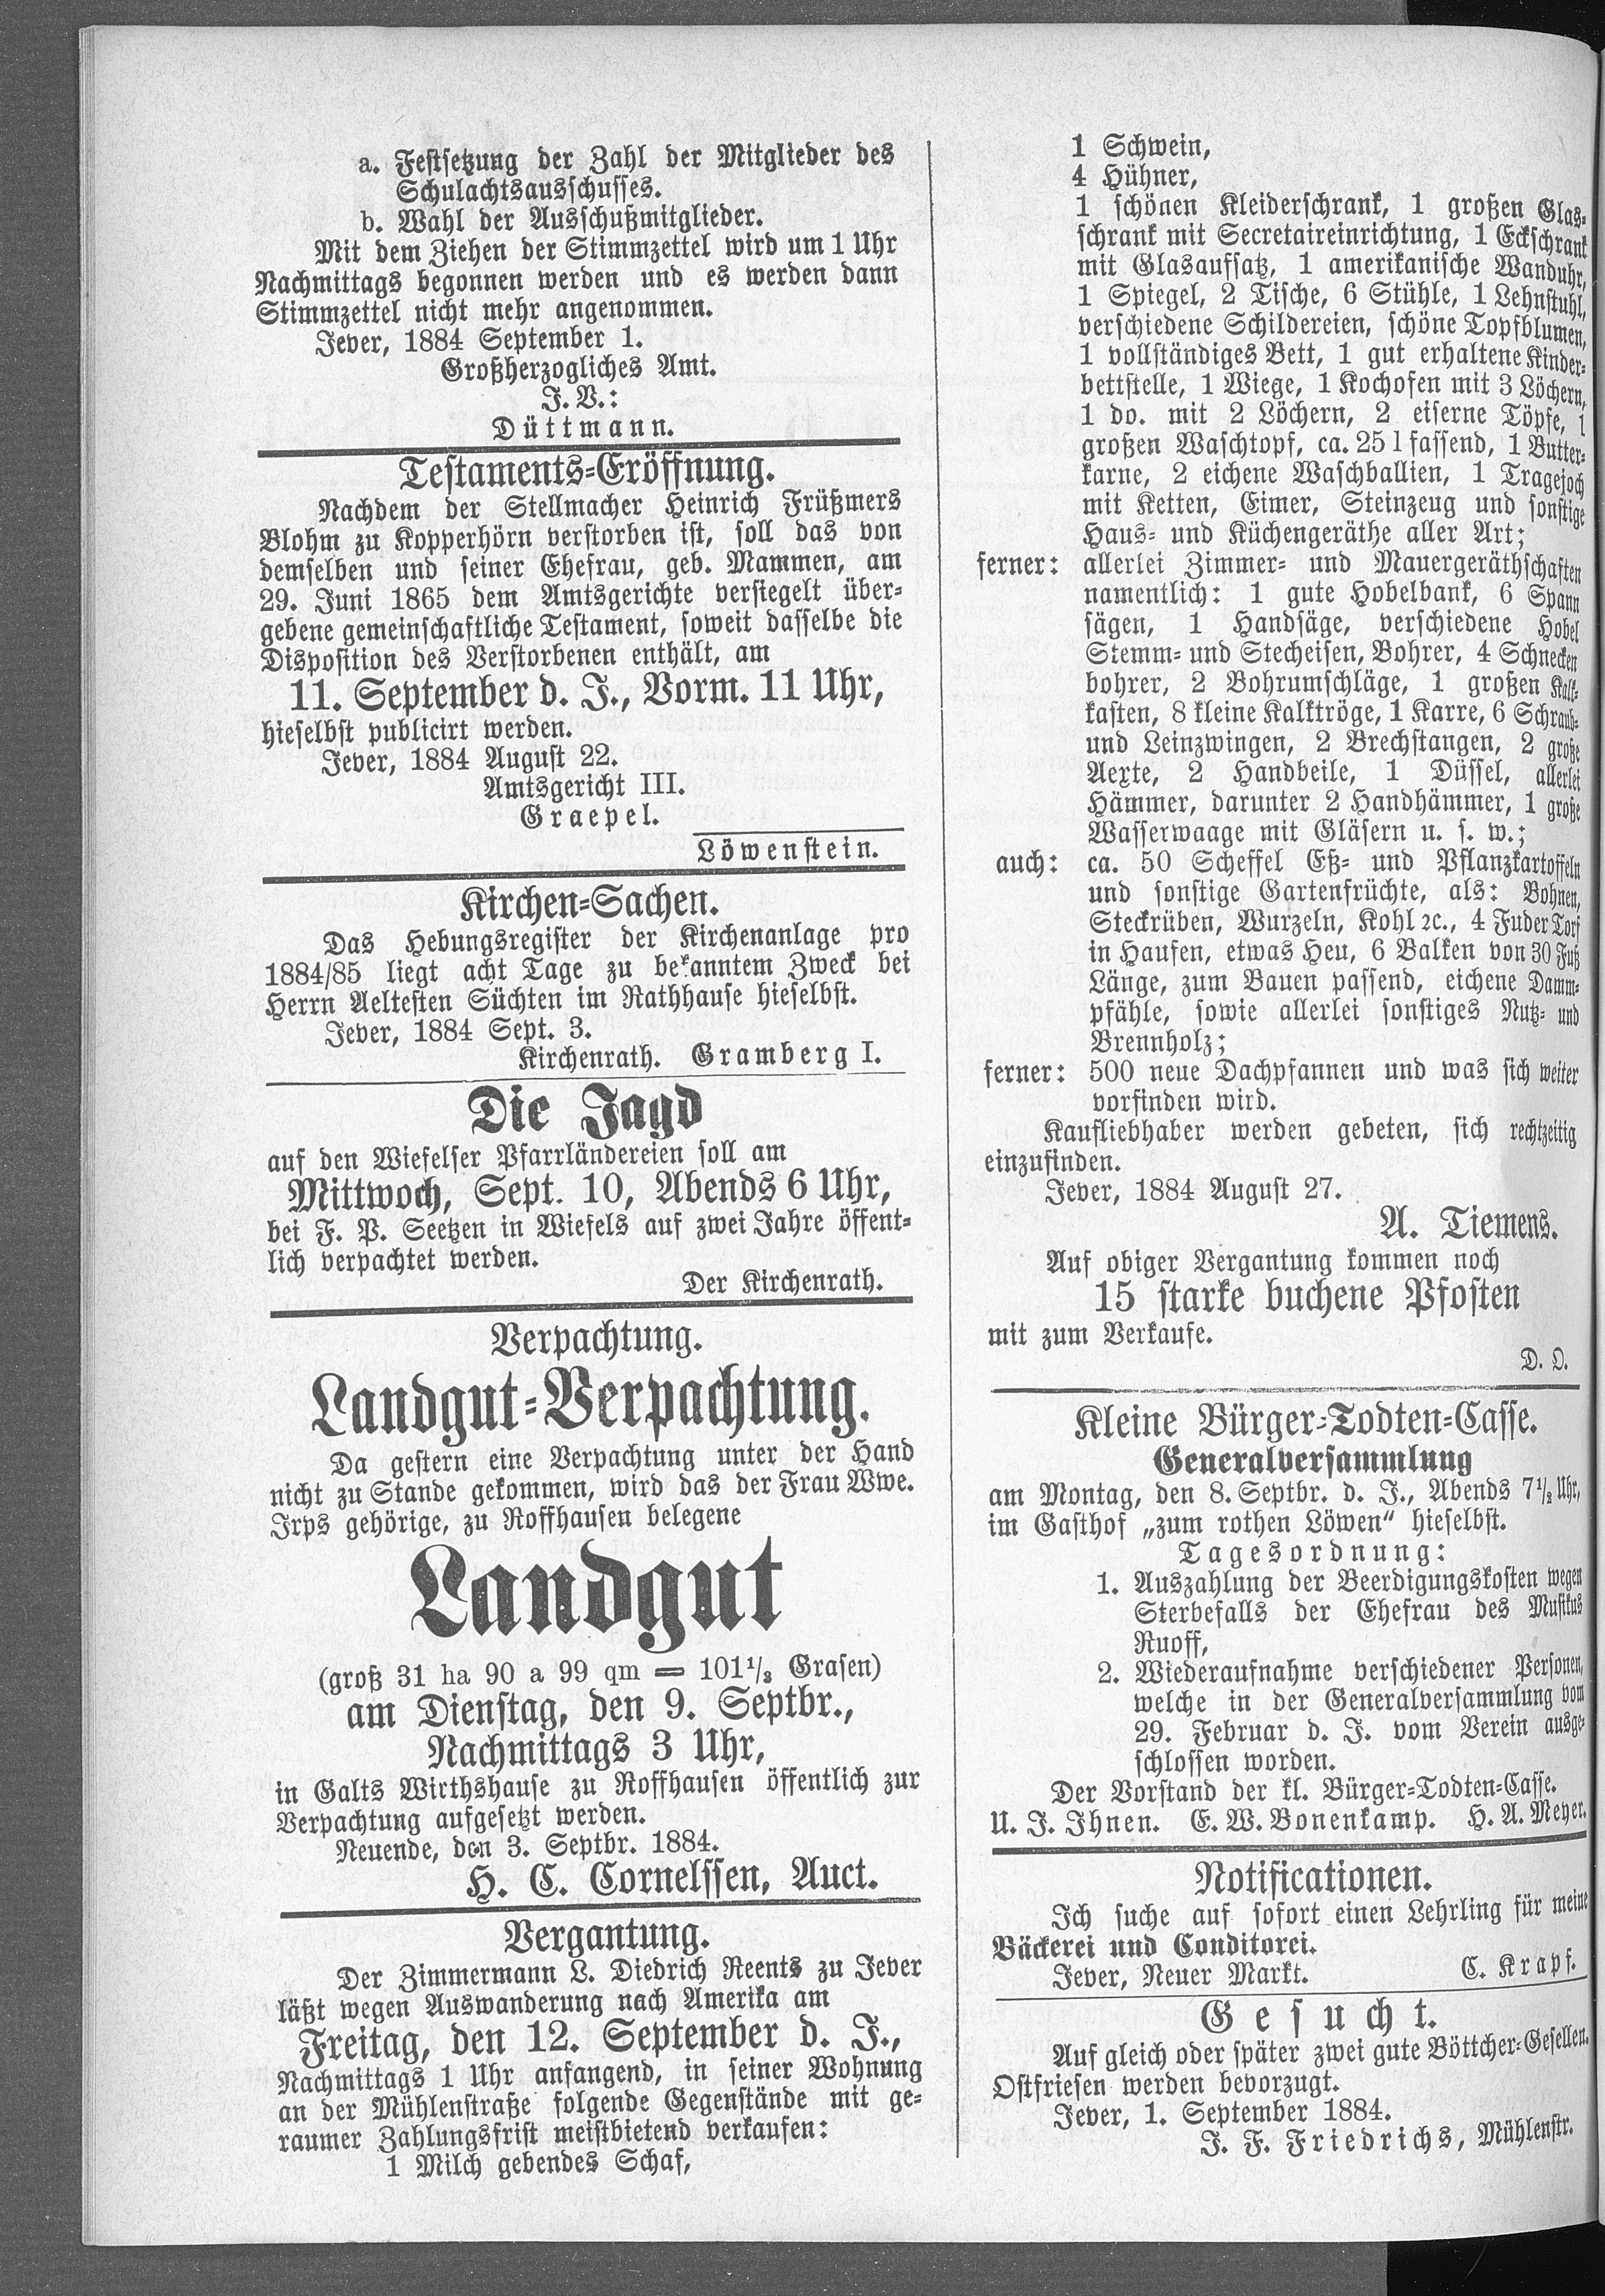 a. Festsetzung der Zahl der Mitglieder des
Schulachtsausschusses.
b. Wahl der Ausschußmitglieder.
Mit dem Ziehen der Stimmzettel wird um 1 Uhr
Nachmittags begonnen werden und es werden dann
Stimmzettel nicht mehr angenommen.
Jever, 1884 September 1.
Großherzogliches Amt.
J. V.:
Düttmann.
Testaments-Eröffnung.
Nachdem der Stellmacher Heinrich Früßmers
Blohm zu Kopperhörn verstorben ist, soll das von
demselben und seiner Ehefrau, geb. Mammen, am
29. Juni 1865 dem Amtsgerichte versiegelt über-
gebene gemeinschaftliche Testament, soweit dasselbe die
Disposition des Verstorbenen enthält, am
11. September d. J., Vorm. 11 Uhr,
hieselbst publicirt werden.
Jever, 1884 August 22.
Amtsgericht III.
Graepel.
Löwenstein.
Kirchen-Sachen.
Das Hebungsregister der Kirchenanlage pro
1884/85 liegt acht Tage zu bekanntem Zweck bei
Herrn Aeltesten Süchten im Rathhause hieselbst.
Jever, 1884 Sept. 3.
Kirchenrath. Gramberg I.
Die Jagd
auf den Wiefelser Pfarrländereien soll am
Mittwoch, Sept. 10, Abends 6 Uhr,
bei F. P. Seetzen in Wiefels auf zwei Jahre öffent-
lich verpachtet werden.
Der Kirchenrath.
Verpachtung.
Landgut-Verpachtung.
Da gestern eine Verpachtung unter der Hand
nicht zu Stande gekommen, wird das der Frau Wwe.
Irps gehörige, zu Roffhausen belegene
Landgut
(groß 31 ha 90 a 99 qm = 101 1/3 Grasen)
am Dienstag, den 9. Septbr.,
Nachmittags 3 Uhr,
in Galts Wirthshause zu Roffhausen öffentlich zur
Verpachtung aufgesetzt werden.
Neuende, den 3. Septbr. 1884.
H. C. Cornelssen, Auct.
Vergantung.
Der Zimmermann L. Diedrich Reents zu Jever
läßt wegen Auswanderung nach Amerika am
Freitag, den 12. September d. J.,
Nachmittags 1 Uhr anfangend, in seiner Wohnung
an der Mühlenstraße folgende Gegenstände mit ge-
raumer Zahlungsfrist meistbietend verkaufen:
1 Milch gebendes Schaf,
1 Schwein,
4 Hühner,
1 schönen Kleiderschrank, 1 großen Glas-
schrank mit Secretaireinrichtung, 1 Eckschrank
mit Glasaufsatz, 1 amerikanische Wanduhr,
1 Spiegel, 2 Tische, 6 Stühle, 1 Lehnstuhl,
verschiedene Schildereien, schöne Topfblumen,
1 vollständiges Bett, 1 gut erhaltene Kinder-
bettstelle, 1 Wiege, 1 Kochofen mit 3 Löchern,
1 do. mit 2 Löchern, 2 eiserne Töpfe, 1
großen Waschtopf, ca. 25 l fassend, 1 Butter-
karne, 2 eichene Waschballien, 1 Tragejoch
mit Ketten, Eimer, Steinzeug und sonstige
Haus- und Küchengeräthe aller Art;
ferner: allerlei Zimmer- und Mauergeräthschaften
namentlich: 1 gute Hobelbank, 6 Spann
sägen, 1 Handsäge, verschiedene Hobel
Stemm- und Stecheisen, Bohrer, 4 Schnecken
bohrer, 2 Bohrumschläge, 1 großen Kalk-
kasten, 8 kleine Kalktröge, 1 Karre, 6 Schraub-
und Leinzwingen, 2 Brechstangen, 2 große
Aexte, 2 Handbeile, 1 Düssel, allerlei
Hämmer, darunter 2 Handhämmer, 1 große
Wasserwaage mit Gläsern u. s. w.;
auch: ca. 50 Scheffel Eß- und Pflanzkartoffeln
und sonstige Gartenfrüchte, als: Bohnen,
Steckrüben, Wurzeln, Kohl ꝛc., 4 Fuder Torf
in Haufen, etwas Heu, 6 Balken von 30 Fuß
Länge, zum Bauen passend, eichene Damm-
pfähle, sowie allerlei sonstiges Nutz- und
Brennholz;
ferner: 500 neue Dachpfannen und was sich weiter
vorfinden wird.
Kaufliebhaber werden gebeten, sich rechtzeitig
einzufinden.
Jever, 1884 August 27.
A. Tiemens.
Auf obiger Vergantung kommen noch
15 starke buchene Pfosten
mit zum Verkaufe.
D. O.
Kleine Bürger-Todten-Casse.
Generalversammlung
am Montag, den 8. Septbr. d. J., Abends 7 1/2 Uhr,
im Gasthof „zum rothen Löwen“ hieselbst.
Tagesordnung:
1. Auszahlung der Beerdigungskosten wegen
Sterbefalls der Ehefrau des Musikus
Ruoff,
2. Wiederaufnahme verschiedener Personen,
welche in der Generalversammlung vom
29. Februar d. J. vom Verein ausge-
schlossen worden.
Der Vorstand der kl. Bürger-Todten-Casse.
U. J. Ihnen. E. W. Bonenkamp. H. A. Meyer.
Notificationen.
Ich suche auf sofort einen Lehrling für meine
Bäckerei und Conditorei.
Jever, Neuer Markt. C. Krapf.
Gesucht.
Auf gleich oder später zwei gute Böttcher-Gesellen.
Ostfriesen werden bevorzugt.
Jever, 1. September 1884.
J. F. Friedrichs, Mühlenstr.